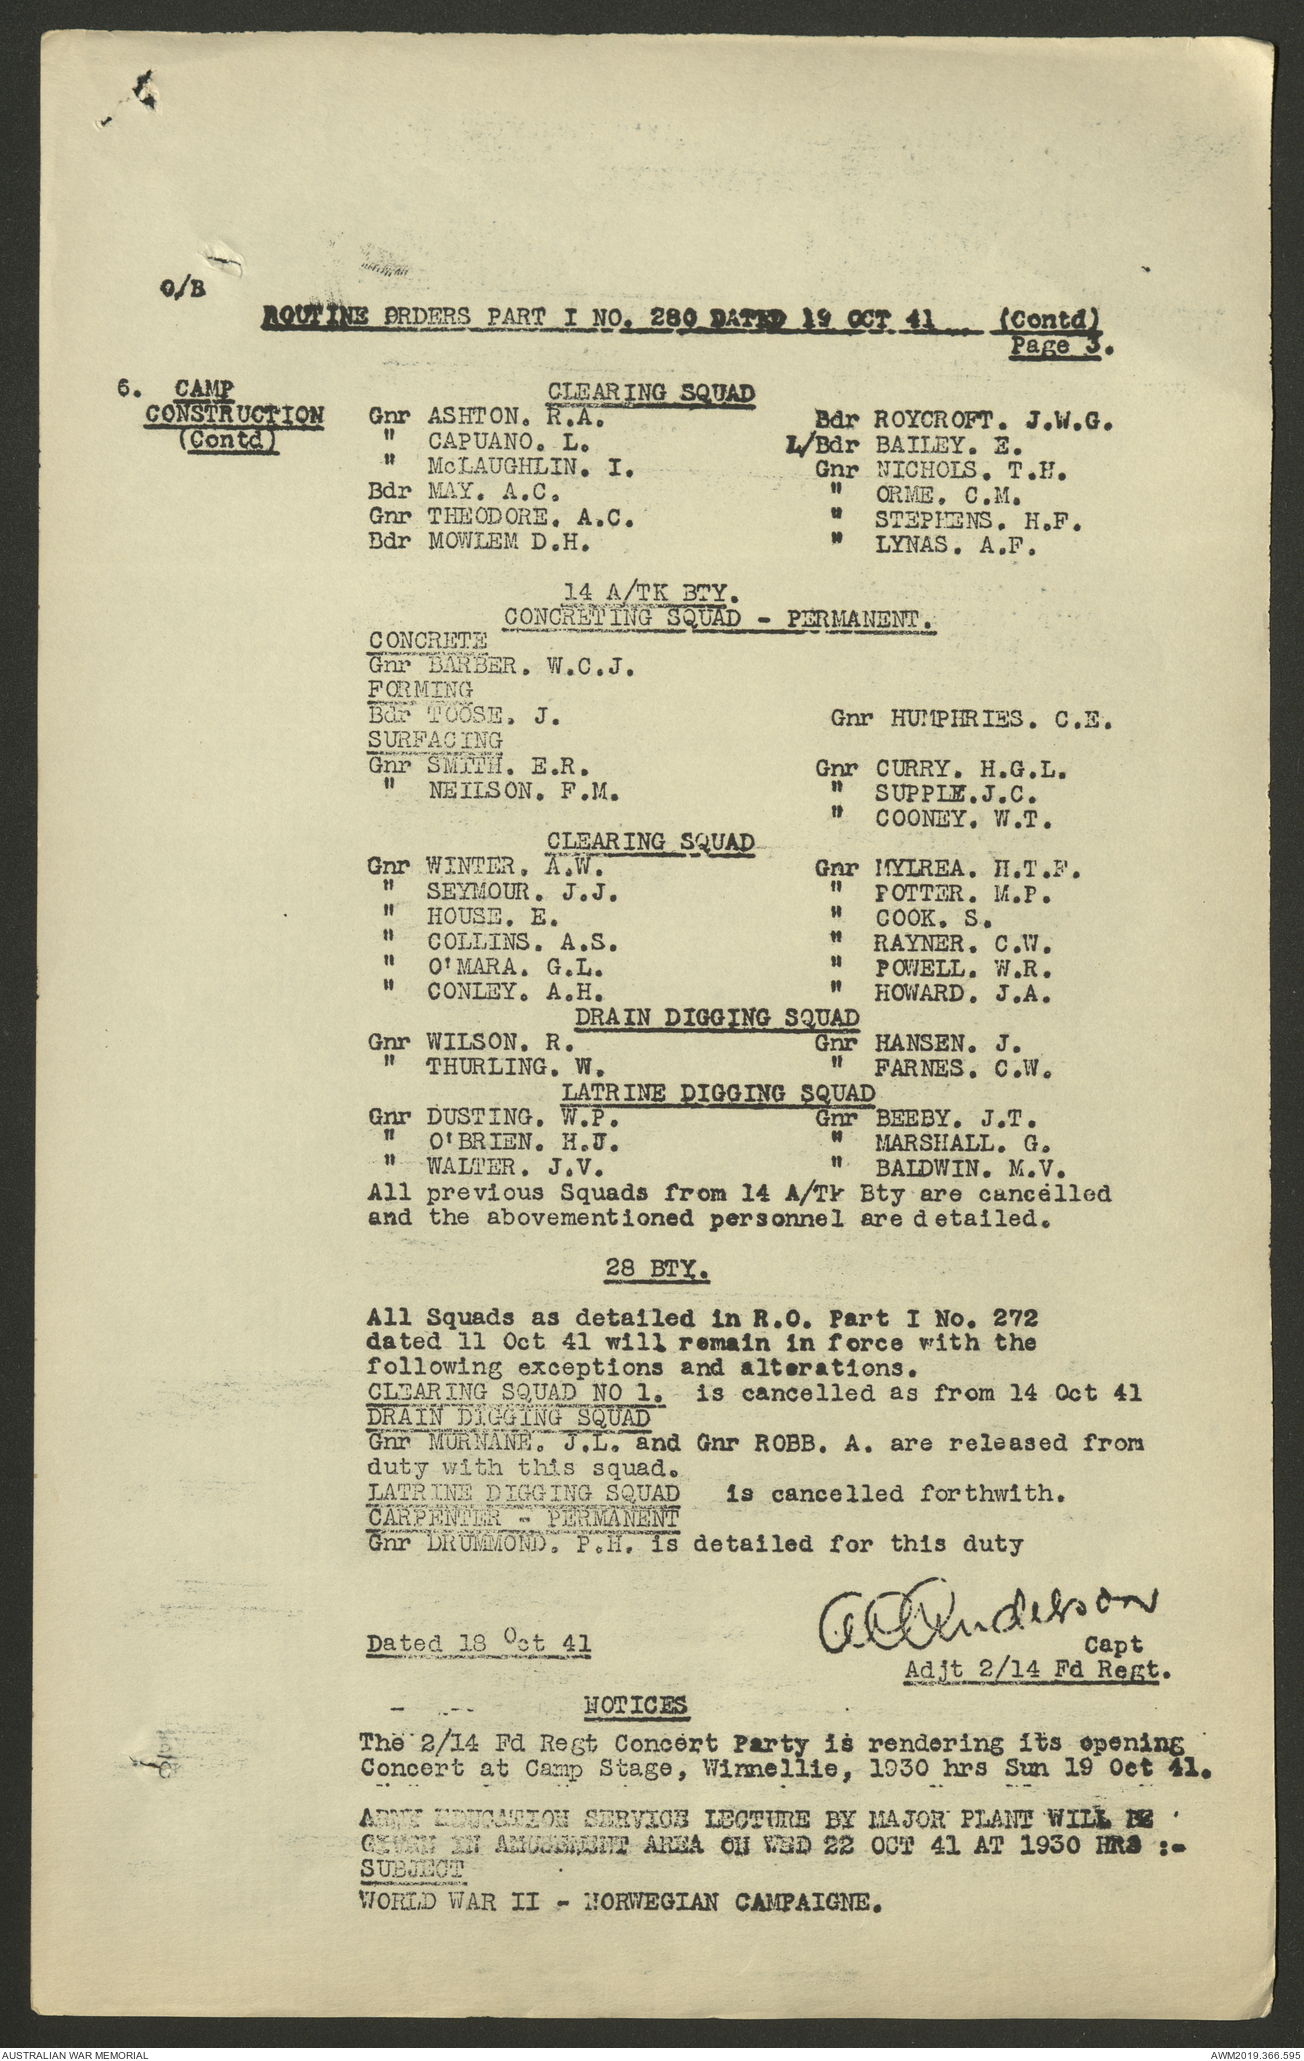 O/B
ROUTINE ORDERS PART I NO. 280 DATED 19 OCT 41 (Contd)
Page 3.
6. CAMP CONSTRUCTION (Contd)
CLEARING SQUAD
Gnr ASHTON. R.A. Bdr ROYCROFT. J.W.G.
" CAPUANO. L. L/Bdr BAILEY. E.
" McLAUGHLIN. I. Gnr NICHOLS. T.H.
Bdr MAY. A.C. " ORME. C.M.
Gnr THEODORE. A.C. " STEPHENS. H.F.
Bdr MOWLEM D.H. " LYNAS. A.F.
14 A/TK BTY.
CONCRETING SQUAD - PERMANENT.
CONCRETE
Gnr BARBER. W.C.J.
FORMING
Bdr TOOSE. J. Gnr HUMPHRIES. C.E.
SURFACING
Gnr SMITH. E.R. Gnr CURRY. H.G.L.
" NEILSON. F.M. " SUPPLE.J.C.
" COONEY. W.T.
CLEARING SQUAD
Gnr WINTER. A.W. Gnr MYLREA. H.T.F.
" SEYMOUR. J.J. " POTTER. M.P.
" HOUSE. E. " COOK. S.
" COLLINS. A.S. " RAYNER. C.W.
" O'MARA. G.L. " POWELL. W.R.
" CONLEY. A.H. " HOWARD. J.A.
DRAIN DIGGING SQUAD
Gnr WILSON. R. Gnr HANSEN. J.
" THURLING. W. " FARNES. C.W.
LATRINE DIGGING SQUAD
Gnr DUSTING. W.P. Gnr BEEBY. J.T.
" O'BRIEN. H.J. " MARSHALL. G.
" WALTER. J.V. " BALDWIN. M.V.
All previous Squads from 14 A/Tk Bty are cancelled
and the abovementioned personnel are detailed.
28 BTY.
All Squads as detailed in R.O. Part I No. 272
dated 11 Oct 41 will remain in force with the
following exceptions and alterations.
CLEARING SQUAD NO 1. is cancelled as from 14 Oct 41
DRAIN DIGGING SQUAD
Gnr MURNANE. J.L. and Gnr ROBB. A. are released from
duty with this squad.
LATRINE DIGGING SQUAD is cancelled forthwith.
CARPENTER - PERMANENT
Gnr DRUMMOND. P.H. is detailed for this duty
Anderson
Dated 18 Oct 41 Capt
Adjt 2/14 Fd Regt.
NOTICES
The 2/14 Fd Regt Concert Party is rendering its opening
Concert at Camp Stage, Winnellie, 1930 hrs Sun 19 Oct 41.
ARMY EDUCATION SERVICE LECTURE BY MAJOR PLANT WILL BE
GIVEN IN AMUSEMENT AREA ON WED 22 OCT 41 AT 1930 HRS :-
SUBJECT
WORLD WAR II - NORWEGIAN CAMPAIGNE.
AUSTRALIAN WAR MEMORIAL AWM2019.366.595